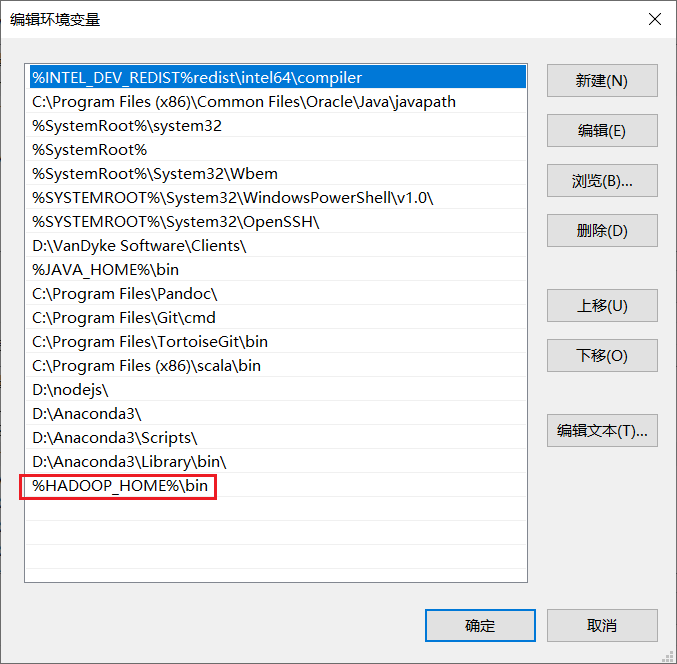 编辑环境变量
%INTEL_DEV_REDIST%redist\intel64\compiler
C:\Program Files (x86)\Common Files\Oracle\Java\javapath
%SystemRoot%\system32
%SystemRoot%
%SystemRoot%\System32\Wbem
%SYSTEMROOT%\System32\WindowsPowerShell\v1.0\
%SYSTEMROOT%\System32\OpenSSH\
D:\VanDyke Software\Clients\
%JAVA_HOME%\bin
C:\Program Files\Pandoc\
C:\Program Files\Git\cmd
C:\Program Files\TortoiseGit\bin
C:\Program Files (x86)\scala\bin
D:\nodejs\
D:\Anaconda3\
D:\Anaconda3\Scripts\
D:\Anaconda3\Library\bin\
%HADOOP_HOME%\bin
新建(N)
编辑(E)
浏览(B)...
删除(D)
上移(U)
下移(O)
编辑文本(T)...
确定
取消